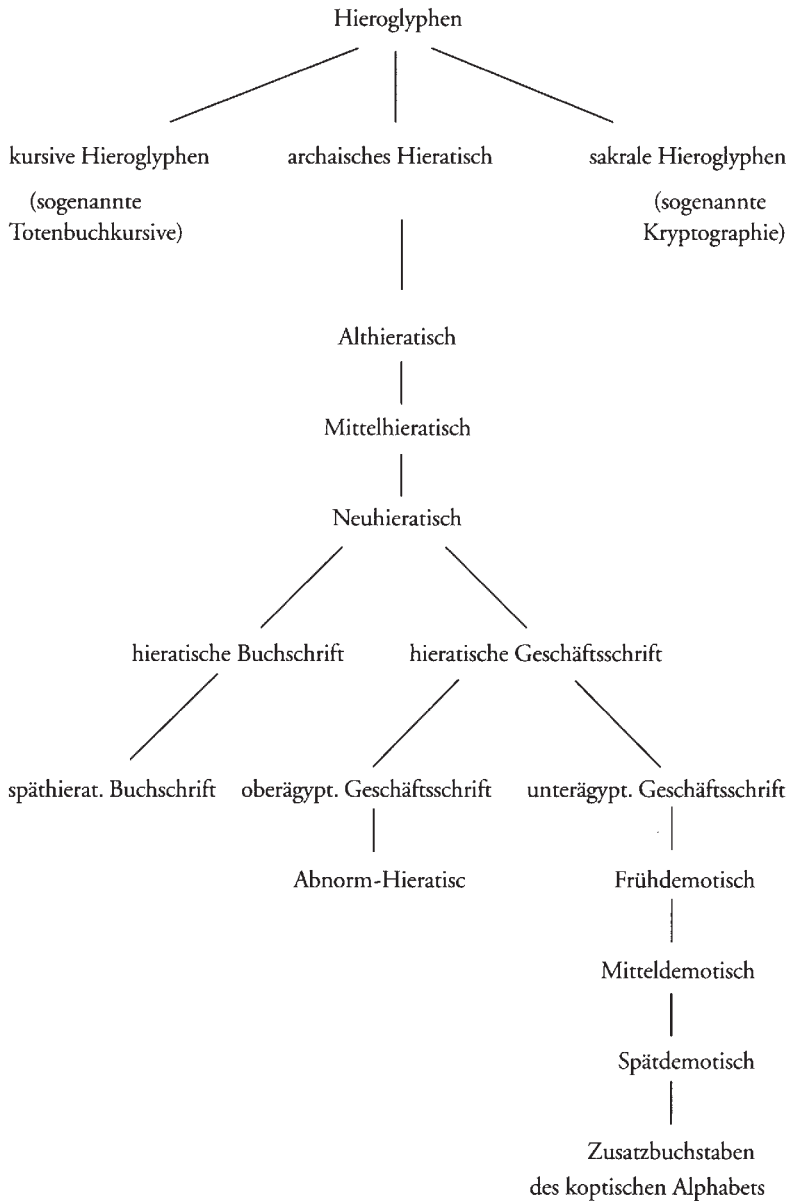 Hieroglyphen
kursive Hieroglyphen archaisches Hieratisch sakrale Hieroglyphen
(sogenannte (sogenannte
Totenbuchkursive) Kryptographie)
Althieratisch
Mittelhieratisch
Neuhieratisch
hieratische Buchschrift hieratische Geschäftsschrift
späthierat. Buchschrift oberägypt. Geschäftsschrift unterägypt. Geschäftsschrift
Abnorm-Hieratisc Frühdemotisch
Mitteldemotisch
Spätdemotisch
Zusatzbuchstaben
des koptischen Alphabets